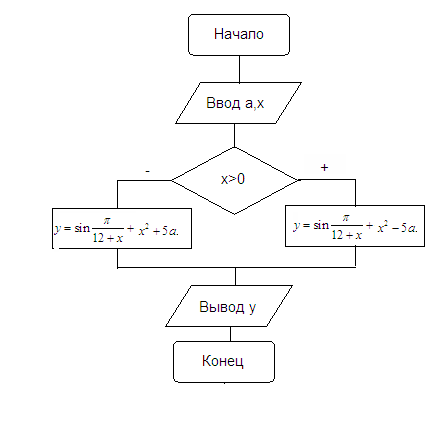 Начало
Ввод a,x
-
+
x>0
y = sin π/(12 + x) + x² + 5a.
y = sin π/(12 + x) + x² − 5a.
Вывод y
Конец